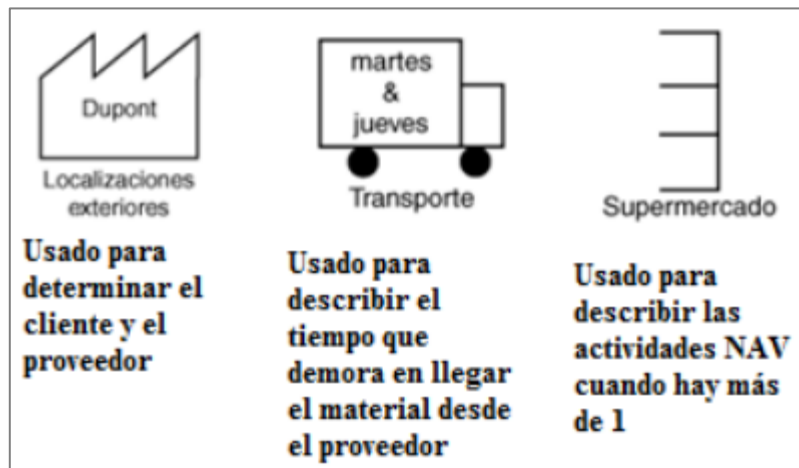 Dupont
Localizaciones
exteriores
Usado para
determinar el
cliente y el
proveedor
martes
&
jueves
Transporte
Usado para
describir el
tiempo que
demora en llegar
el material desde
el proveedor
Supermercado
Usado para
describir las
actividades NAV
cuando hay más
de 1